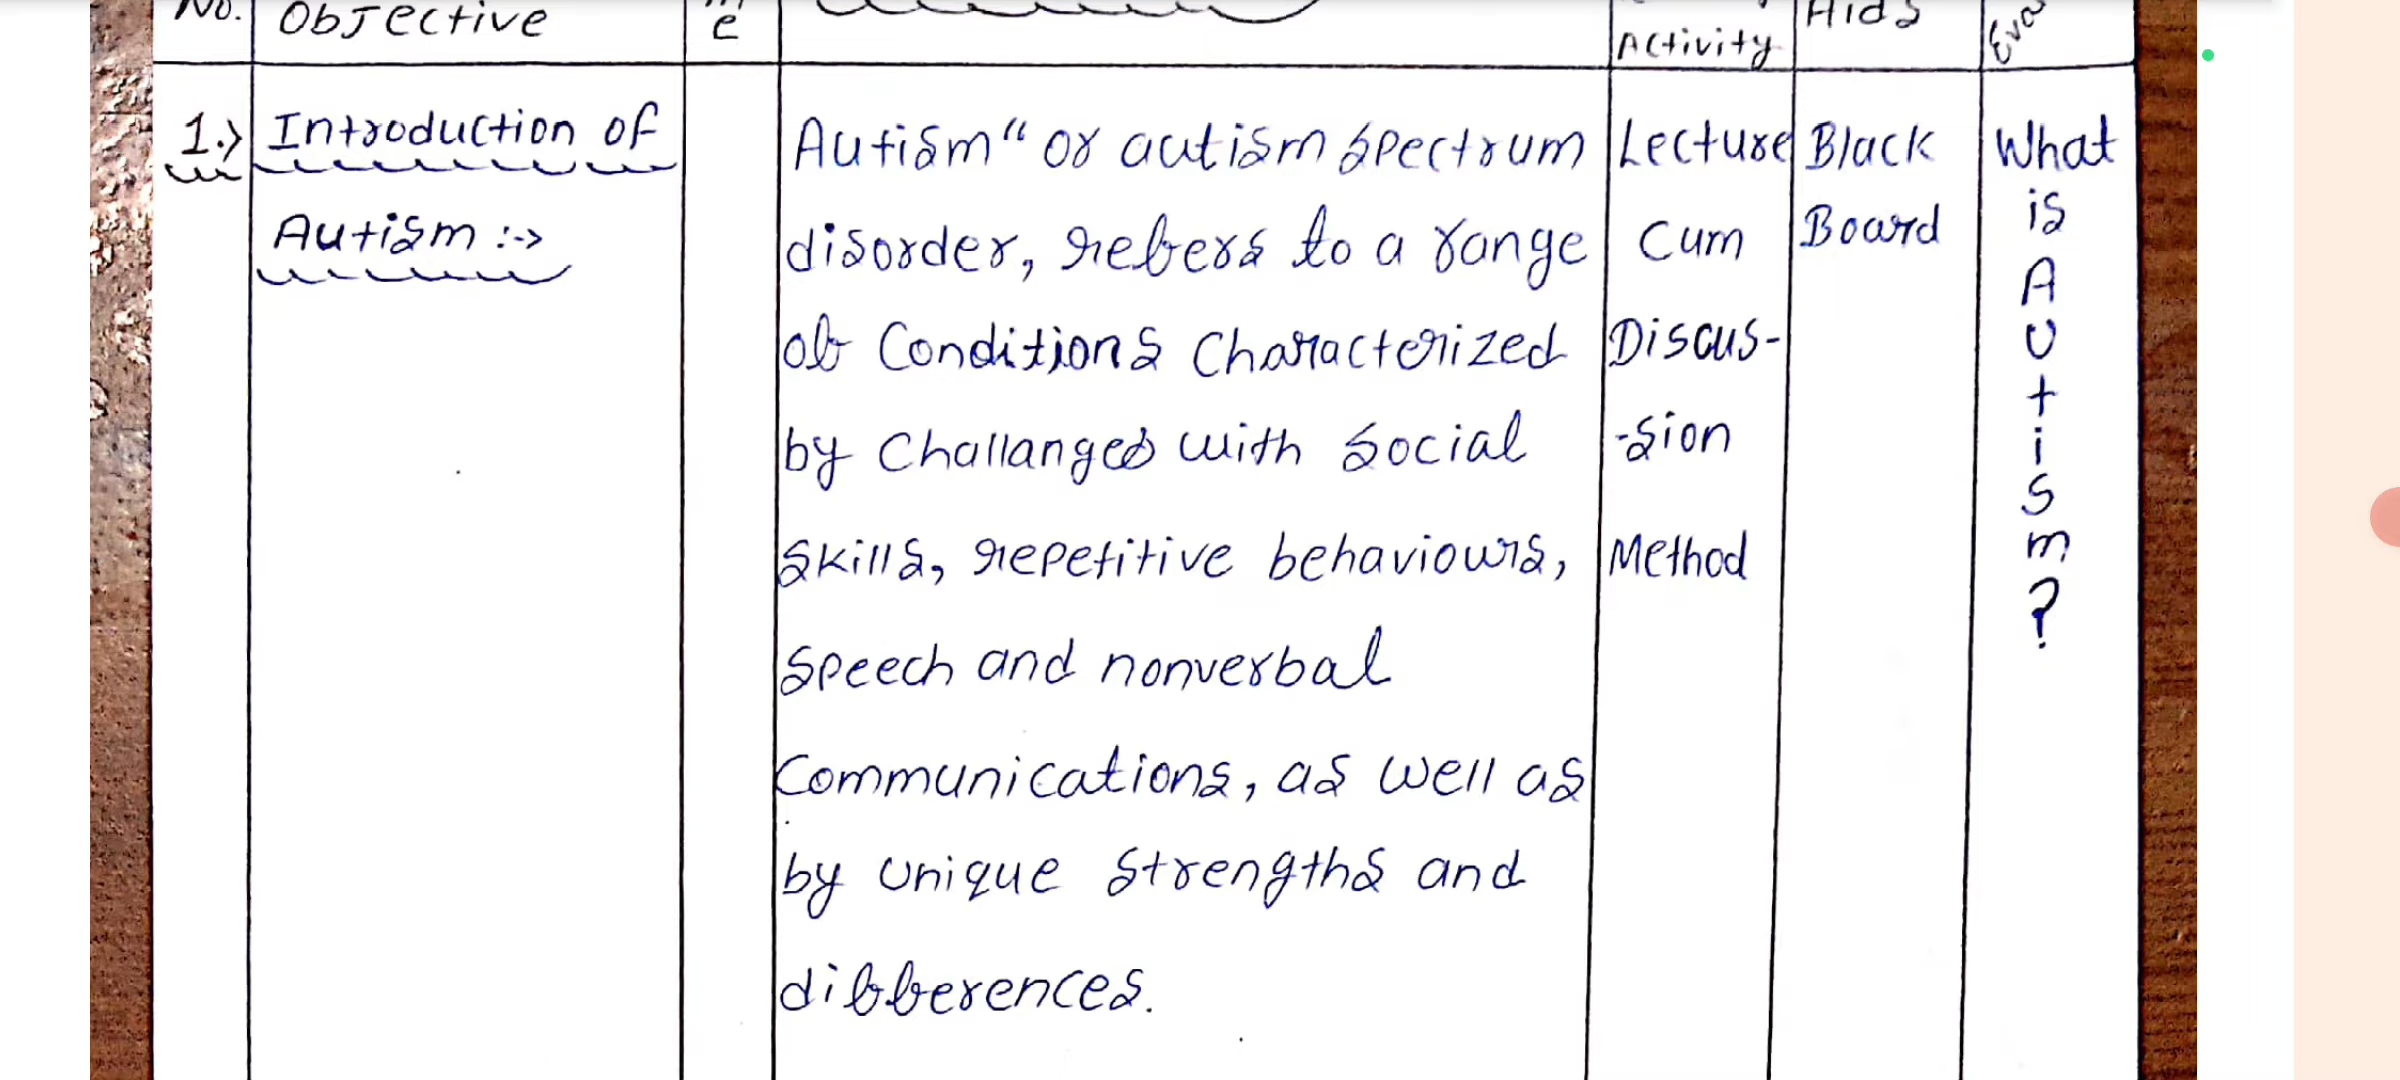 No.
Objective
e
Activity
Aids
Eva
1.> Introduction of
Autism :->
Autism" or autism spectrum
disorder, refers to a range
of Conditions Characterized
by Challanges with Social
Skills, repetitive behaviours,
Speech and nonverbal
Communications, as well as
by unique Strengths and
differences.
Lecture
Cum
Discus-
-sion
Method
Black
Board
What
is
A
U
t
i
s
m
?